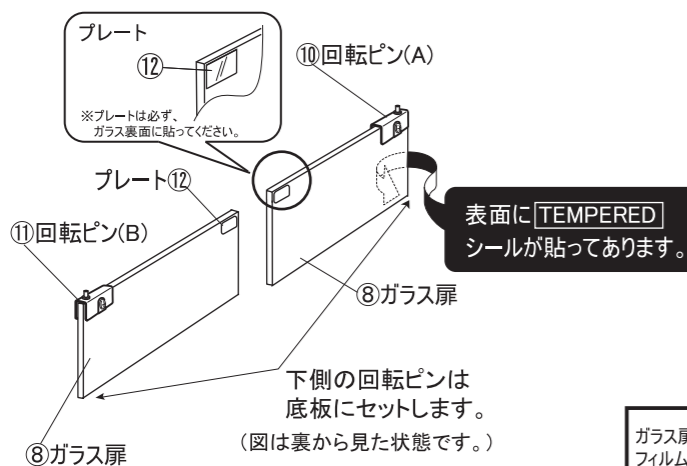 プレート
⑫
※プレートは必ず、
ガラス裏面に貼ってください。
⑩回転ピン(A)
プレート⑫
⑪回転ピン(B)
表面にTEMPERED
シールが貼ってあります。
⑧ガラス扉
下側の回転ピンは
底板にセットします。
(図は裏から見た状態です。)
⑧ガラス扉
ガラス扉
フィルム